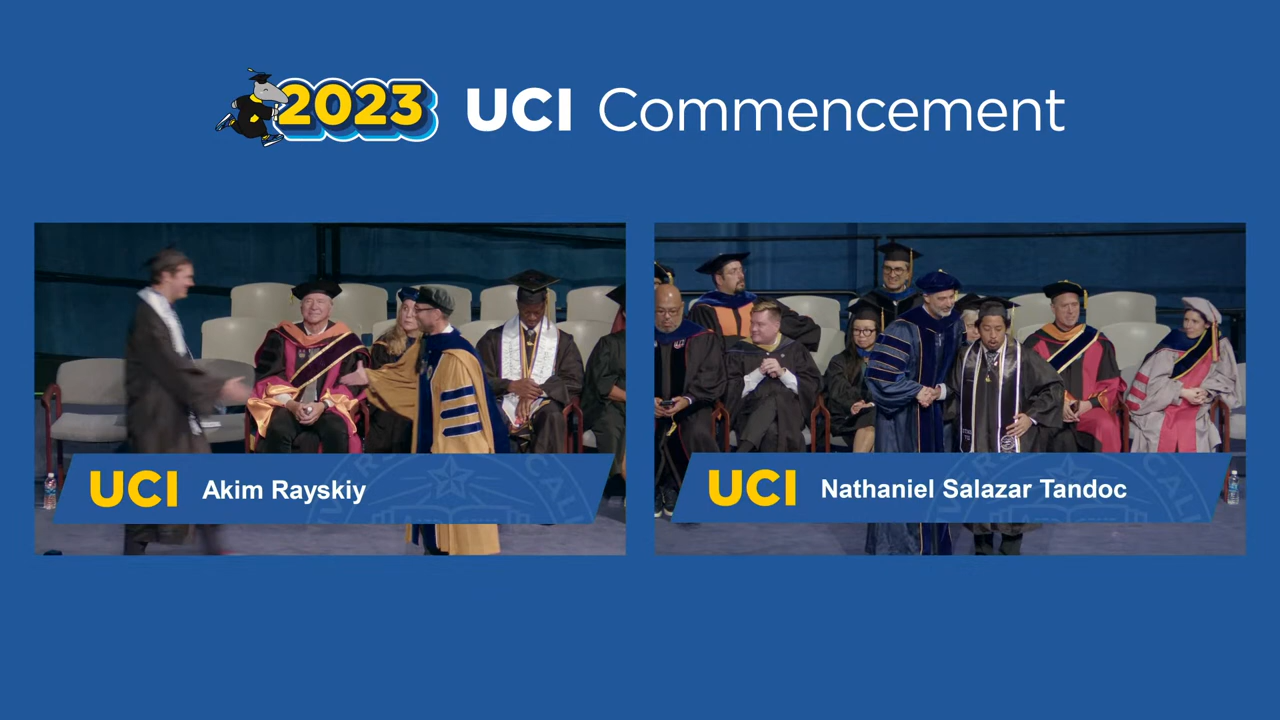 2023 UCI Commencement
UCI Akim Rayskiy
UCI Nathaniel Salazar Tandoc